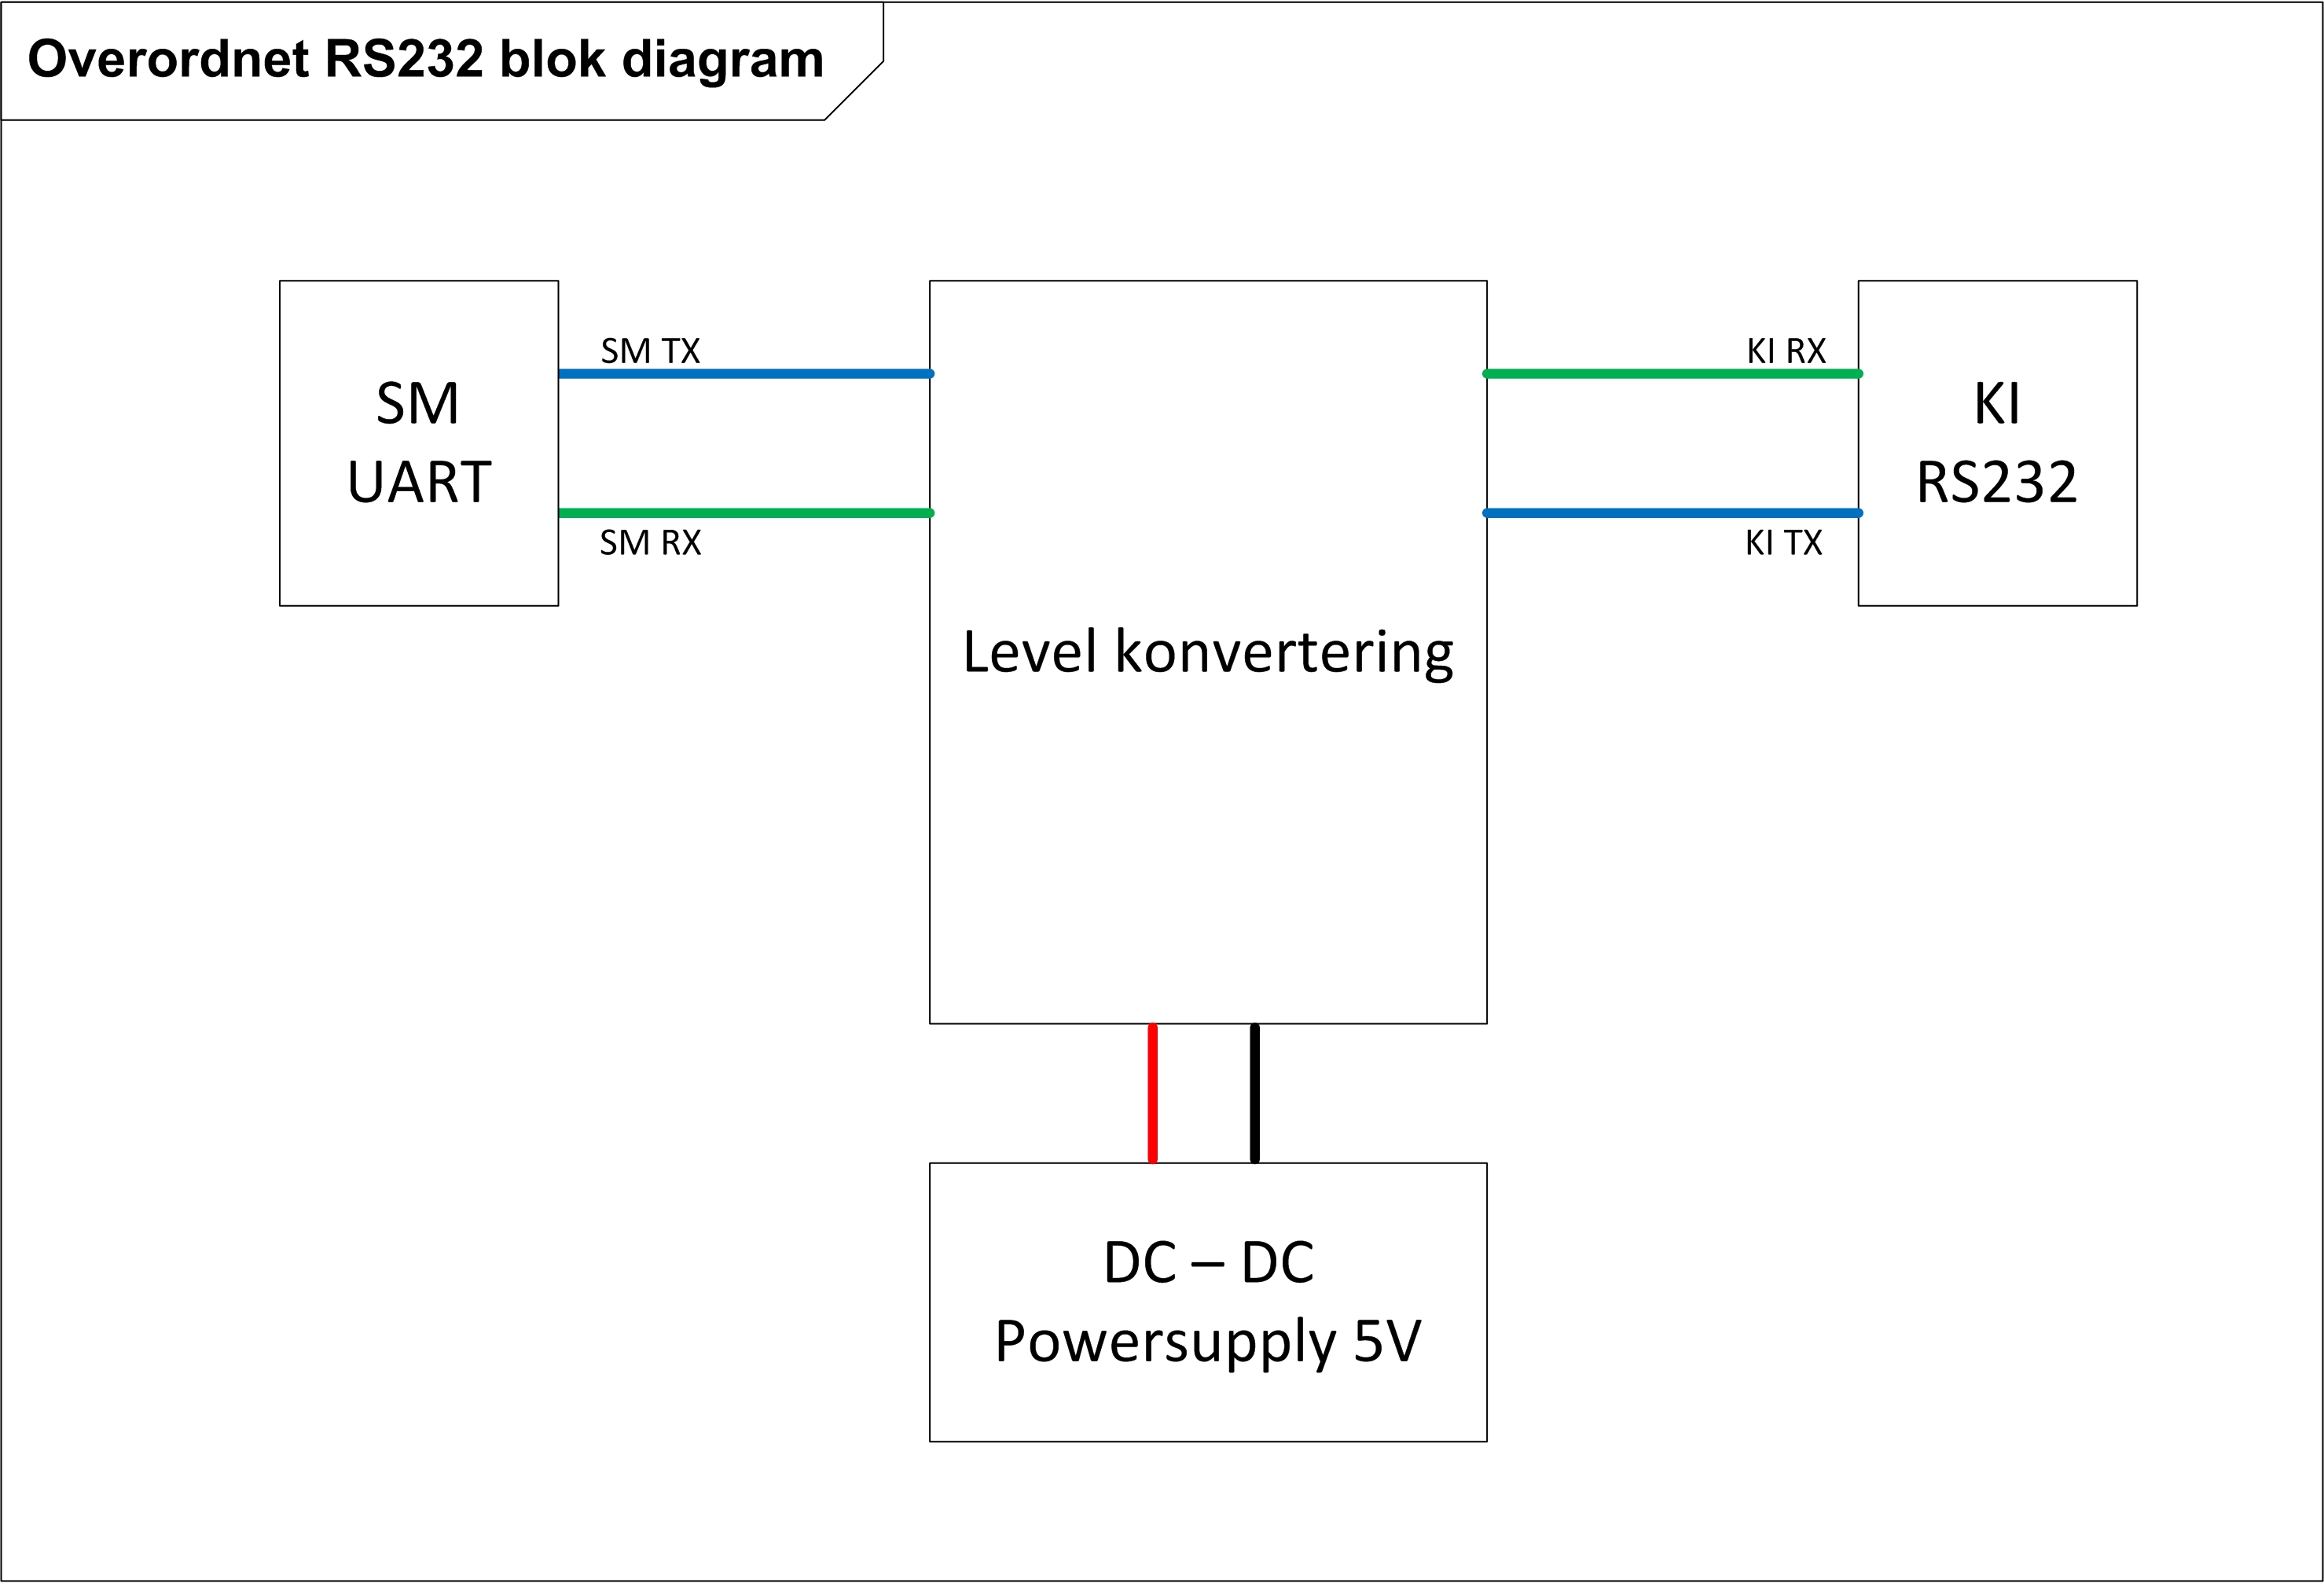 Overordnet RS232 blok diagram
SM TX
KI RX
SM
UART
KI
RS232
SM RX
KI TX
Level konvertering
DC – DC
Powersupply 5V